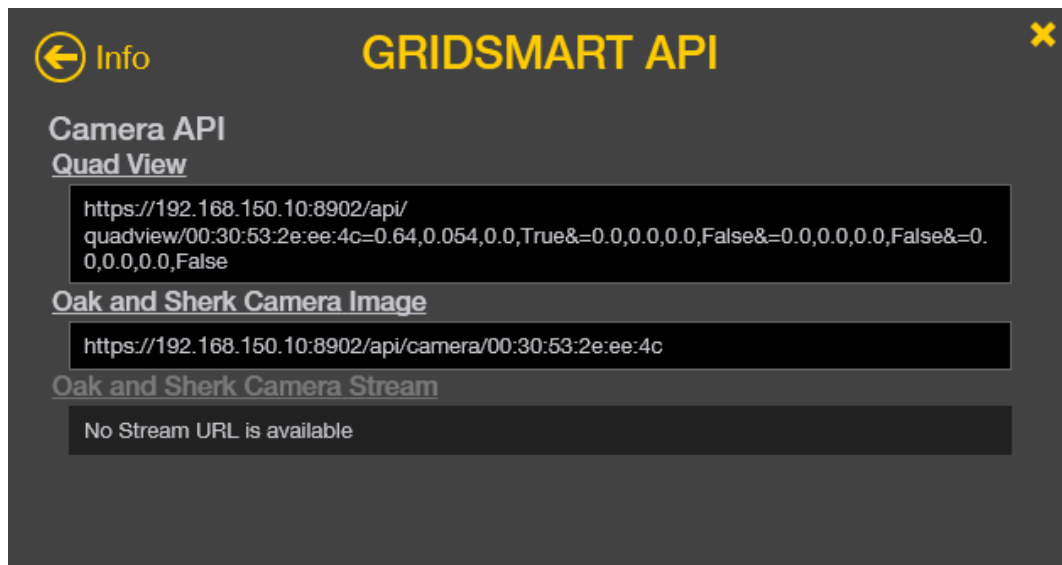 Info
GRIDSMART API
Camera API
Quad View
https://192.168.150.10:8902/api/
quadview/00:30:53:2e:ee:4c=0.64,0.054,0.0,True&=0.0,0.0,0.0,False&=0.0,0.0,0.0,False&=0.
0,0.0,0.0,False
Oak and Sherk Camera Image
https://192.168.150.10:8902/api/camera/00:30:53:2e:ee:4c
Oak and Sherk Camera Stream
No Stream URL is available